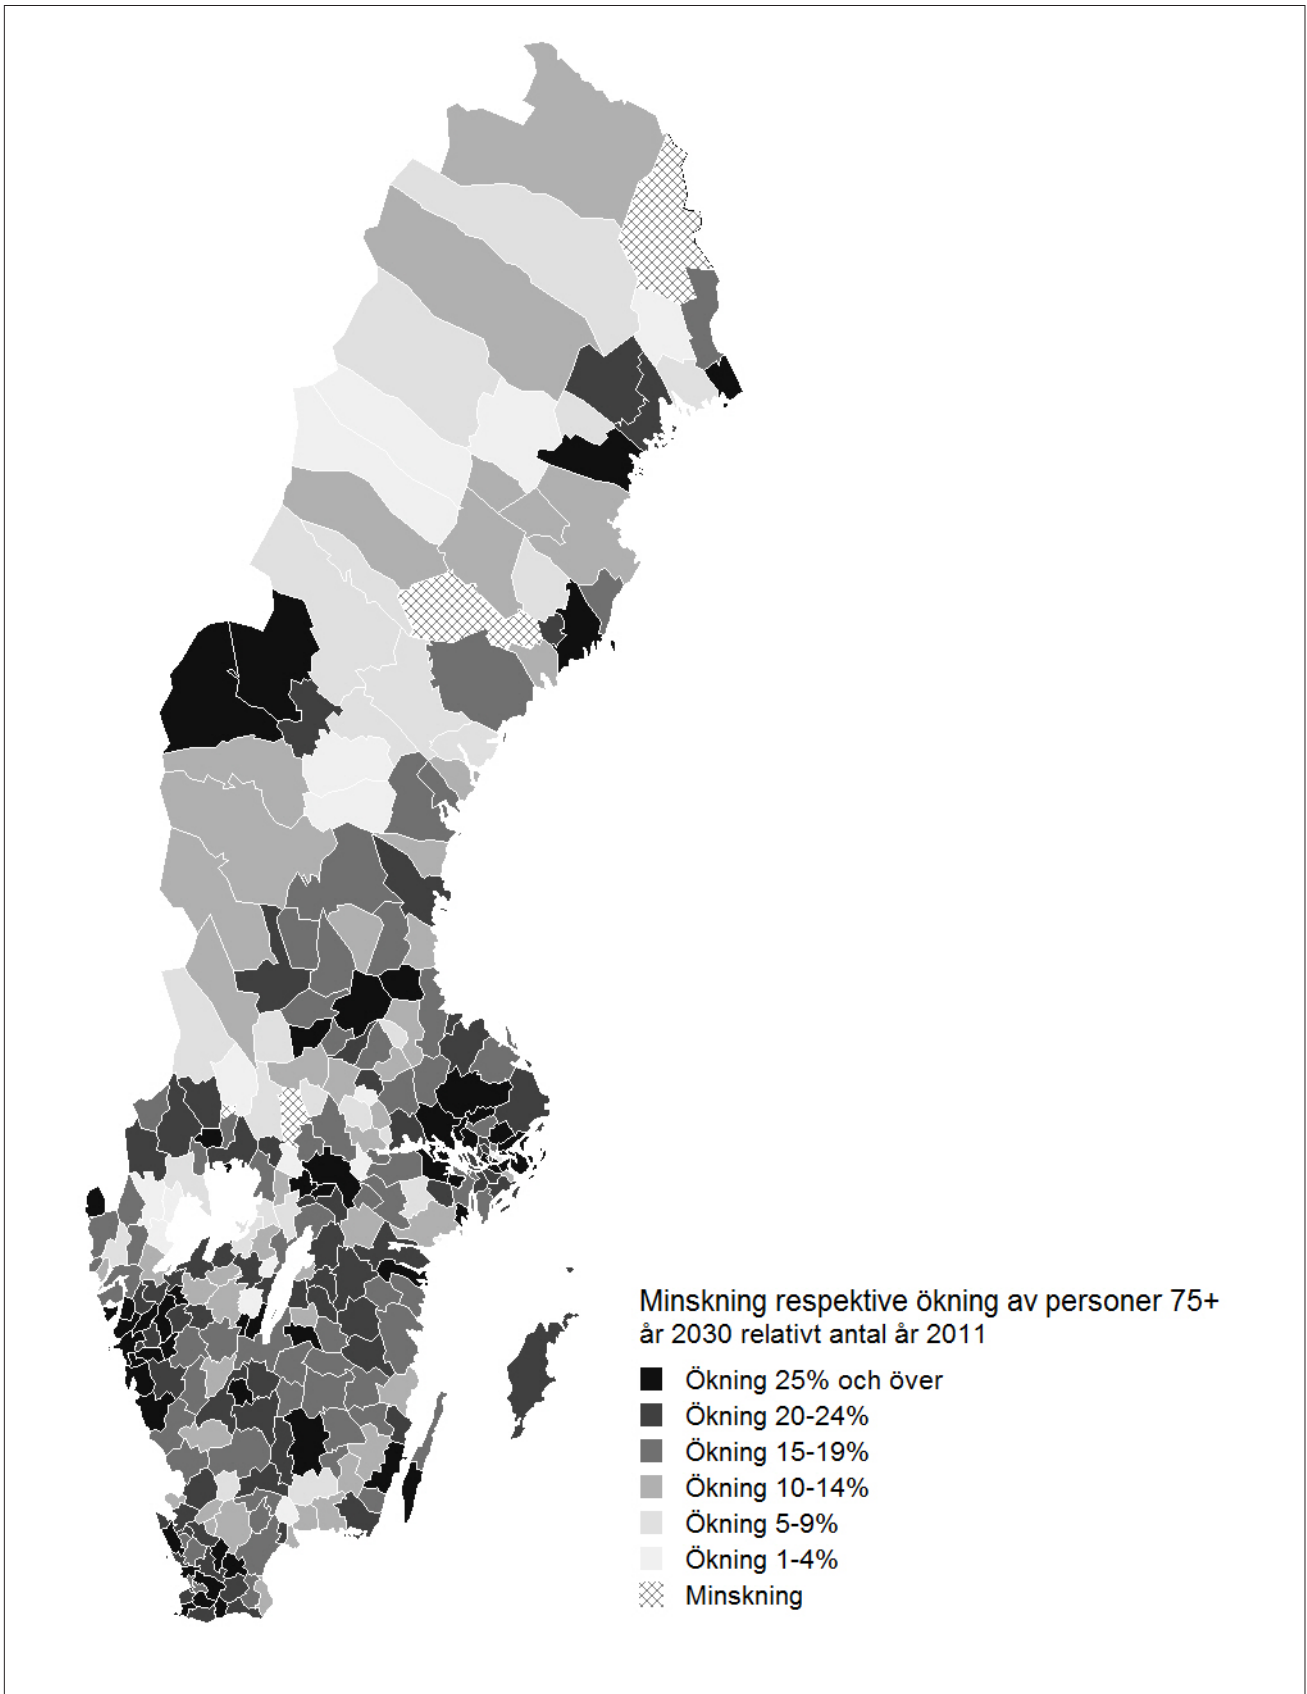 Minskning respektive ökning av personer 75+
år 2030 relativt antal år 2011
Ökning 25% och över
Ökning 20-24%
Ökning 15-19%
Ökning 10-14%
Ökning 5-9%
Ökning 1-4%
Minskning